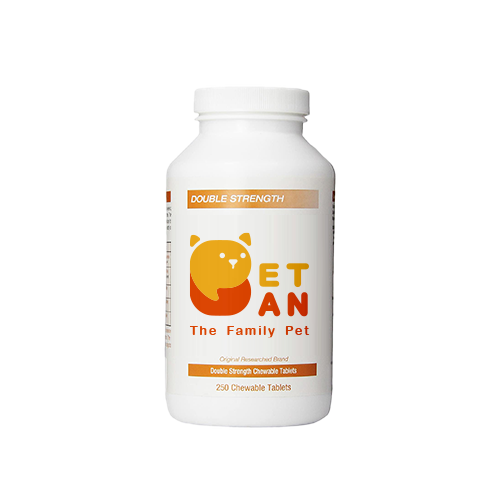 DOUBLE STRENGTH
ET
AN
The Family Pet
Original Researched Brand
Double Strength Chewable Tablets
250 Chewable Tablets